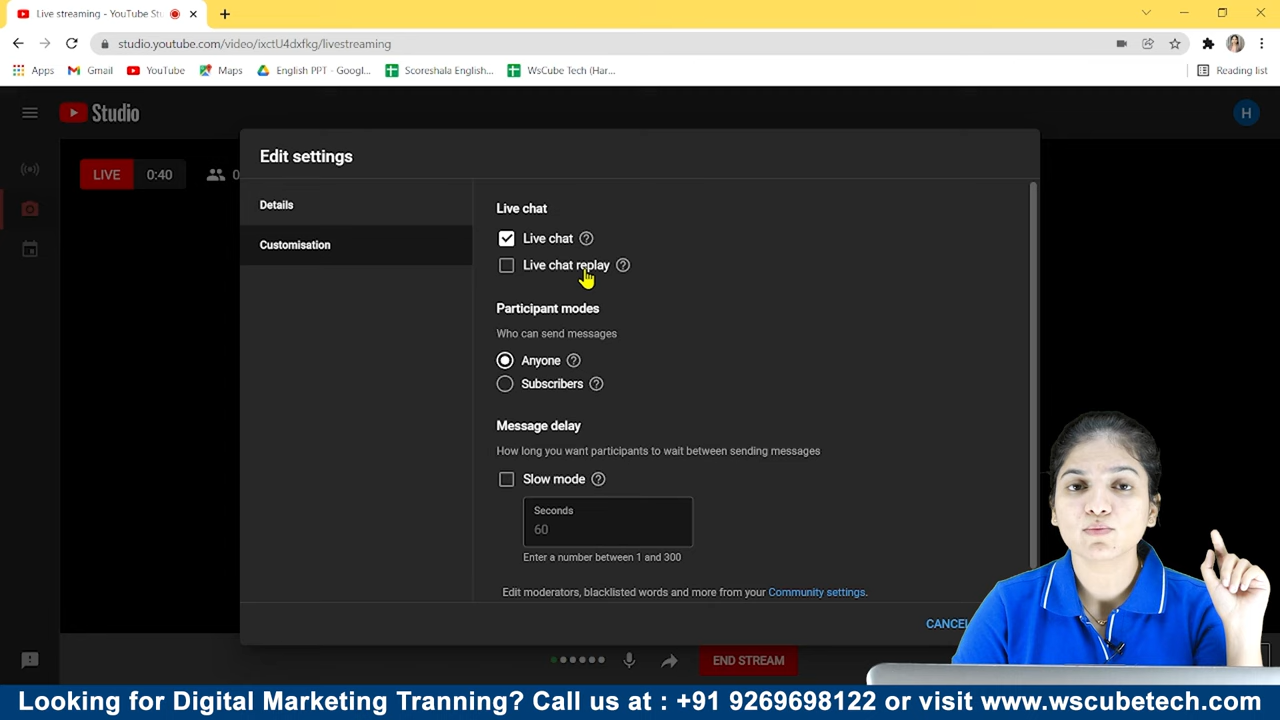 Live streaming - YouTube Stu
studio.youtube.com/video/ixctU4dxfkg/livestreaming
Apps Gmail YouTube Maps English PPT - Googl... Scoreshala English... WsCube Tech (Har... Reading list
Studio H
Edit settings
LIVE 0:40 0
Details
Customisation
Live chat
Live chat
Live chat replay
Participant modes
Who can send messages
Anyone
Subscribers
Message delay
How long you want participants to wait between sending messages
Slow mode
Seconds
60
Enter a number between 1 and 300
Edit moderators, blacklisted words and more from your Community settings.
CANCEL
END STREAM
Looking for Digital Marketing Tranning? Call us at : +91 9269698122 or visit www.wscubetech.com